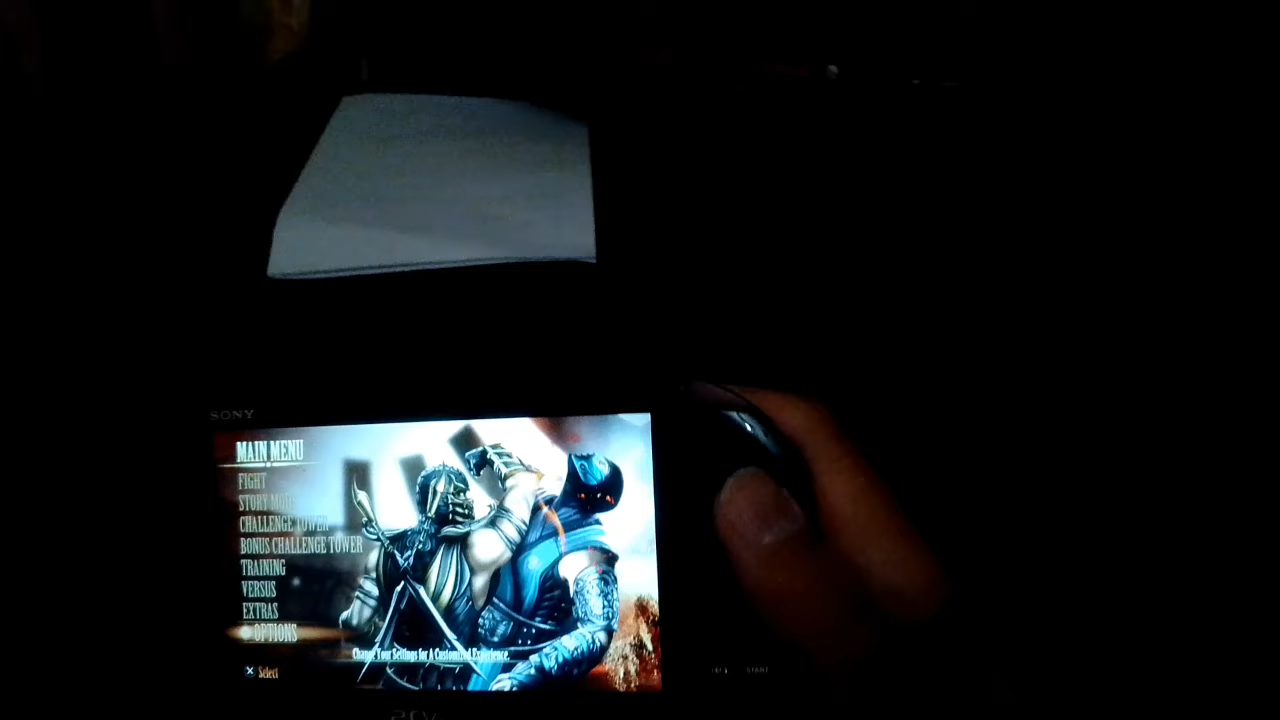 SONY
MAIN MENU
FIGHT
STORY MODE
CHALLENGE TOWER
BONUS CHALLENGE TOWER
TRAINING
VERSUS
EXTRAS
OPTIONS
Change Your Settings for A Customized Experience.
Select
START